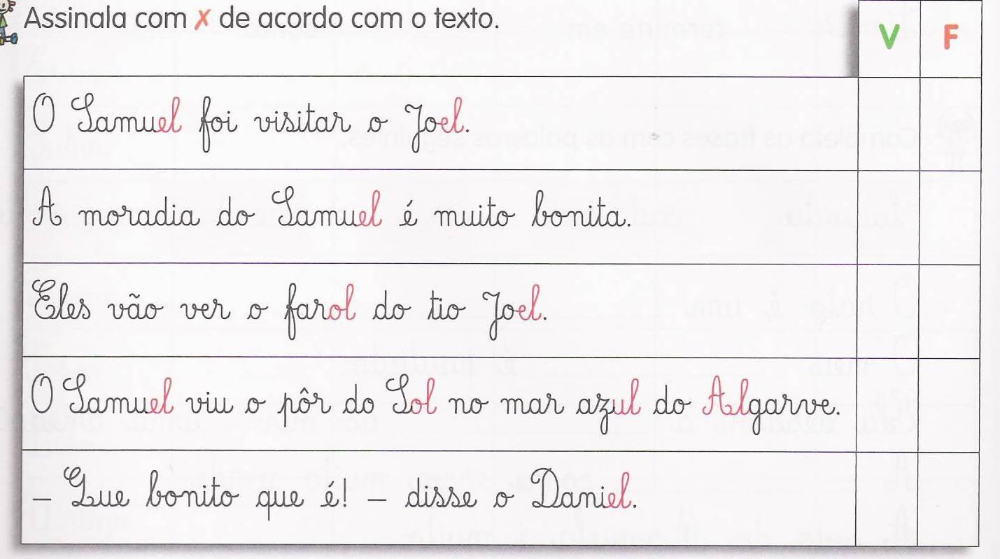 Assinala com ✗ de acordo com o texto.
V F
O Samuel foi visitar o Joel.
A moradia do Samuel é muito bonita.
Eles vão ver o farol do tio Joel.
O Samuel viu o pôr do Sol no mar azul do Algarve.
– Que bonito que é! – disse o Daniel.